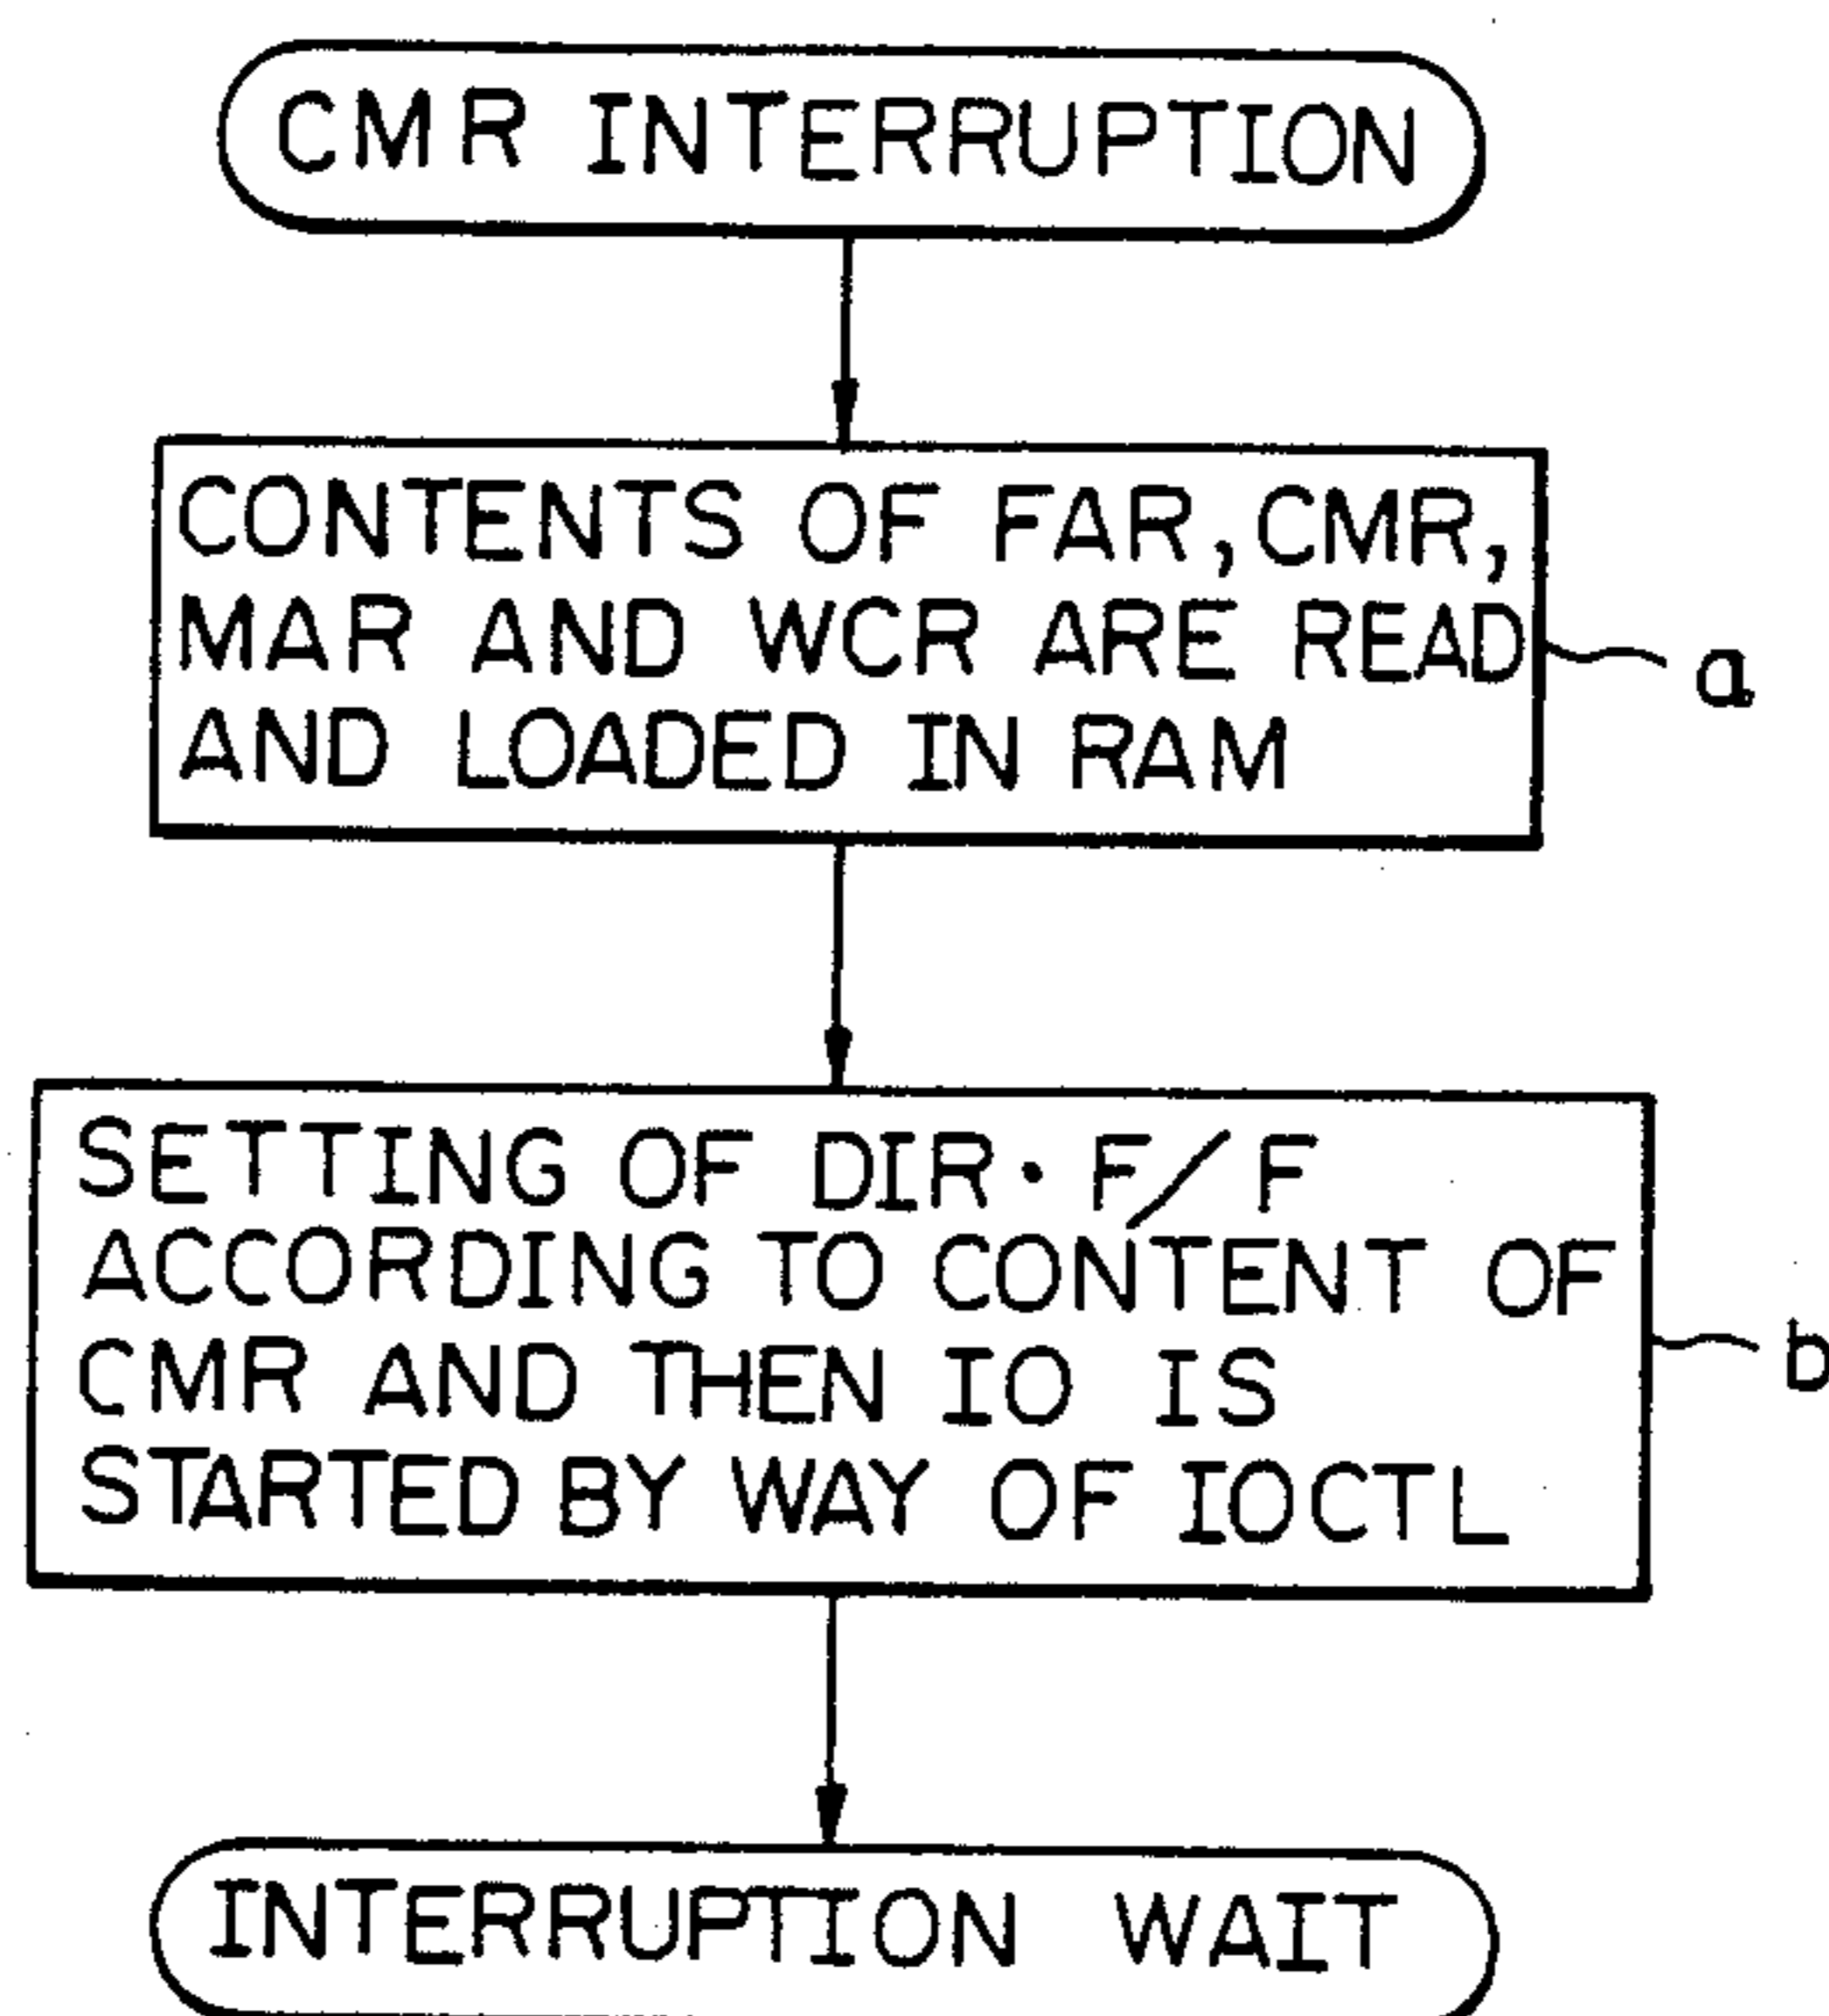 CMR INTERRUPTION
CONTENTS OF FAR, CMR,
MAR AND WCR ARE READ
AND LOADED IN RAM
a
SETTING OF DIR· F/F
ACCORDING TO CONTENT OF
CMR AND THEN IO IS
STARTED BY WAY OF IOCTL
b
INTERRUPTION WAIT